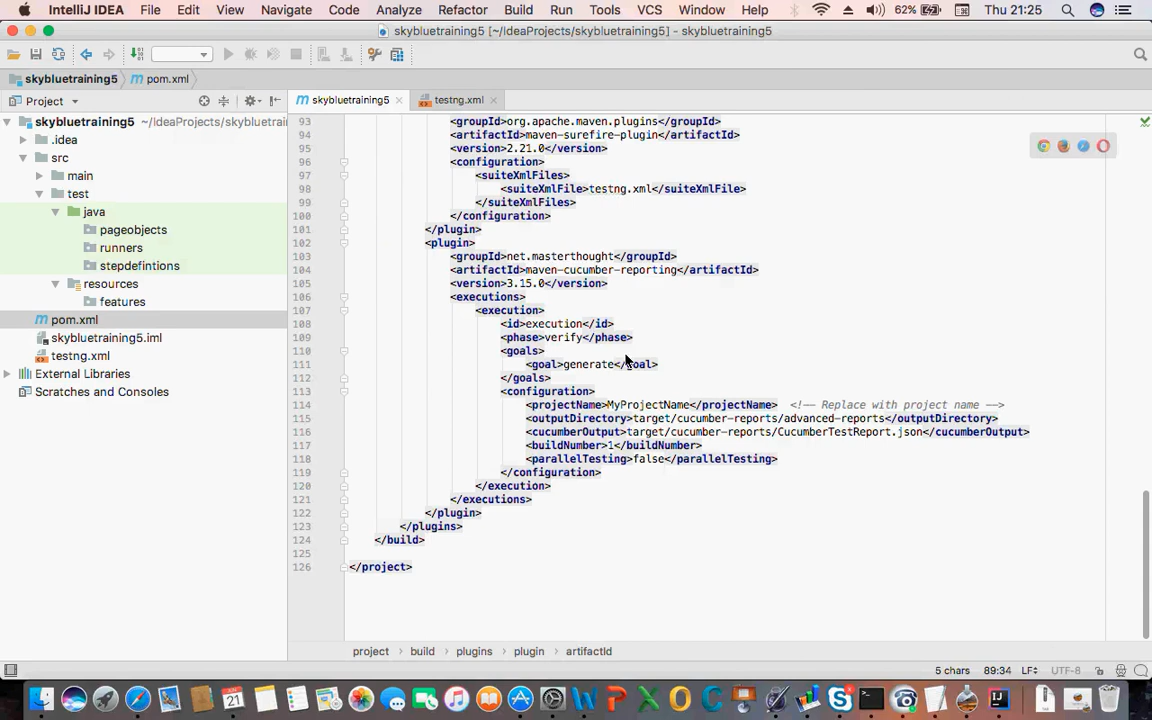 IntelliJ IDEA File Edit View Navigate Code Analyze Refactor Build Run Tools VCS Window Help 62% Thu 21:25
skybluetraining5 [~/IdeaProjects/skybluetraining5] - skybluetraining5
skybluetraining5 pom.xml
Project skybluetraining5 testng.xml
skybluetraining5 ~/IdeaProjects/skybluetrai
.idea
src
main
test
java
pageobjects
runners
stepdefintions
resources
features
pom.xml
skybluetraining5.iml
testng.xml
External Libraries
Scratches and Consoles
93 <groupId>org.apache.maven.plugins</groupId>
94 <artifactId>maven-surefire-plugin</artifactId>
95 <version>2.21.0</version>
96 <configuration>
97 <suiteXmlFiles>
98 <suiteXmlFile>testng.xml</suiteXmlFile>
99 </suiteXmlFiles>
100 </configuration>
101 </plugin>
102 <plugin>
103 <groupId>net.masterthought</groupId>
104 <artifactId>maven-cucumber-reporting</artifactId>
105 <version>3.15.0</version>
106 <executions>
107 <execution>
108 <id>execution</id>
109 <phase>verify</phase>
110 <goals>
111 <goal>generate</goal>
112 </goals>
113 <configuration>
114 <projectName>MyProjectName</projectName> <!-- Replace with project name -->
115 <outputDirectory>target/cucumber-reports/advanced-reports</outputDirectory>
116 <cucumberOutput>target/cucumber-reports/CucumberTestReport.json</cucumberOutput>
117 <buildNumber>1</buildNumber>
118 <parallelTesting>false</parallelTesting>
119 </configuration>
120 </execution>
121 </executions>
122 </plugin>
123 </plugins>
124 </build>
125
126 </project>
project build plugins plugin artifactId
5 chars 89:34 LF UTF-8